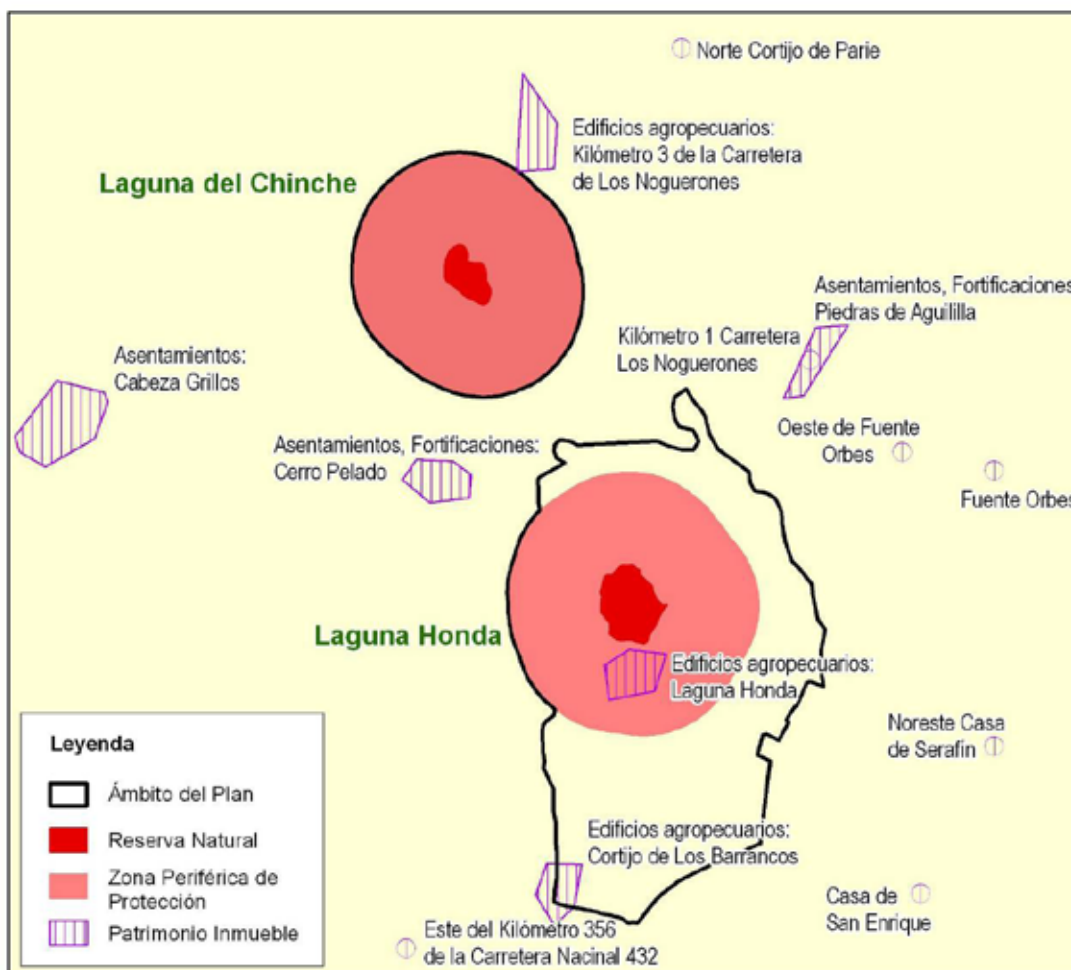 Norte Cortijo de Parie
Edificios agropecuarios:
Kilómetro 3 de la Carretera
de Los Noguerones
Laguna del Chinche
Asentamientos, Fortificaciones:
Piedras de Aguililla
Kilómetro 1 Carretera
Los Noguerones
Asentamientos:
Cabeza Grillos
Oeste de Fuente
Orbes
Asentamientos, Fortificaciones:
Cerro Pelado
Fuente Orbes
Laguna Honda
Edificios agropecuarios:
Laguna Honda
Noreste Casa
de Serafin
Edificios agropecuarios:
Cortijo de Los Barrancos
Casa de
San Enrique
Este del Kilómetro 356
de la Carretera Nacinal 432
Leyenda
Ámbito del Plan
Reserva Natural
Zona Periférica de
Protección
Patrimonio Inmueble